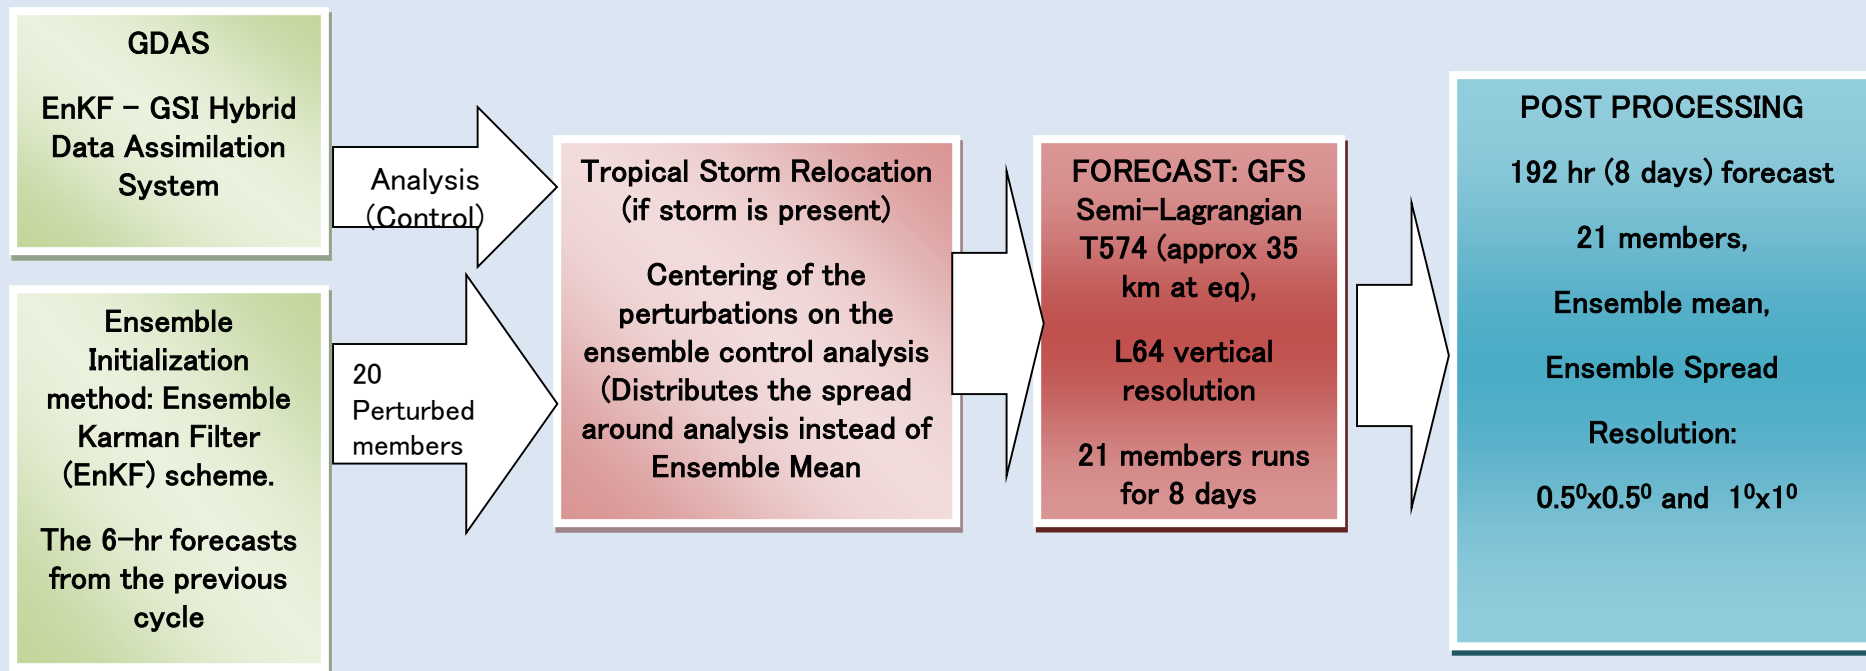 GDAS
EnKF – GSI Hybrid
Data Assimilation
System
Analysis
(Control)
Ensemble
Initialization
method: Ensemble
Karman Filter
(EnKF) scheme.
The 6-hr forecasts
from the previous
cycle
20
Perturbed
members
Tropical Storm Relocation
(if storm is present)
Centering of the
perturbations on the
ensemble control analysis
(Distributes the spread
around analysis instead of
Ensemble Mean
FORECAST: GFS
Semi-Lagrangian
T574 (approx 35
km at eq),
L64 vertical
resolution
21 members runs
for 8 days
POST PROCESSING
192 hr (8 days) forecast
21 members,
Ensemble mean,
Ensemble Spread
Resolution:
0.5⁰x0.5⁰ and 1⁰x1⁰